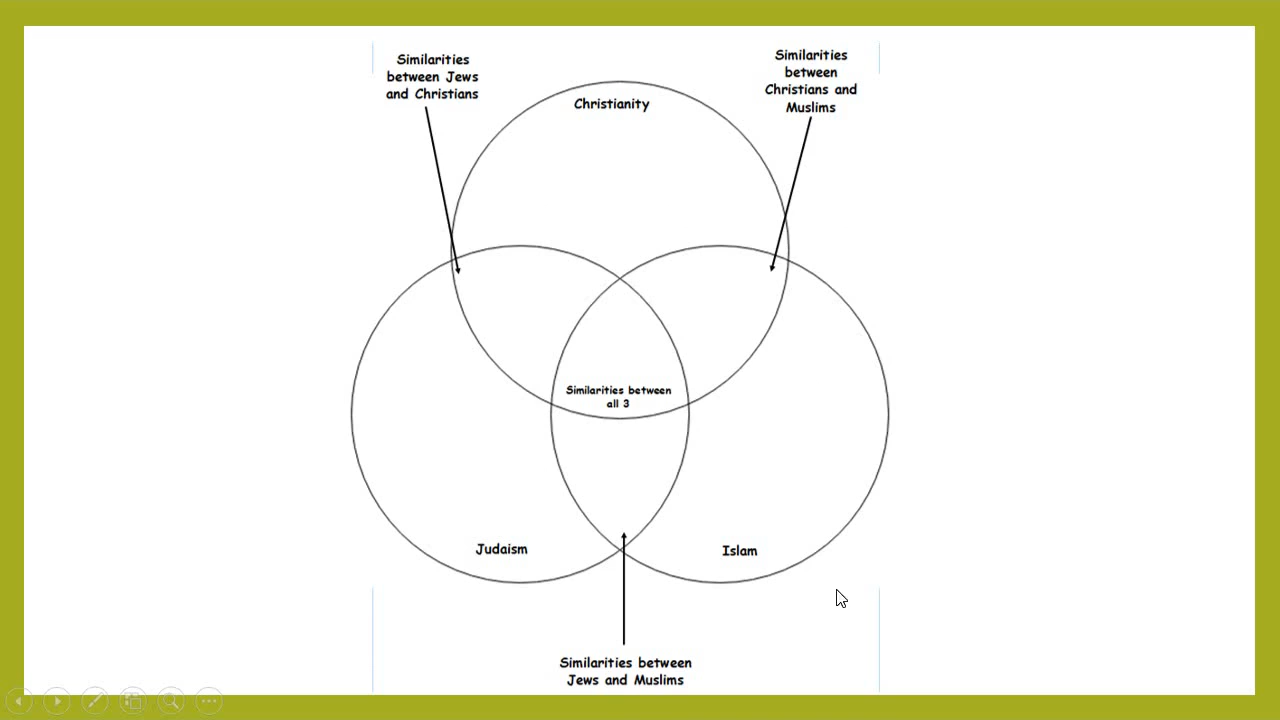 Similarities
between Jews
and Christians
Similarities
between
Christians and
Muslims
Christianity
Similarities between
all 3
Judaism
Islam
Similarities between
Jews and Muslims